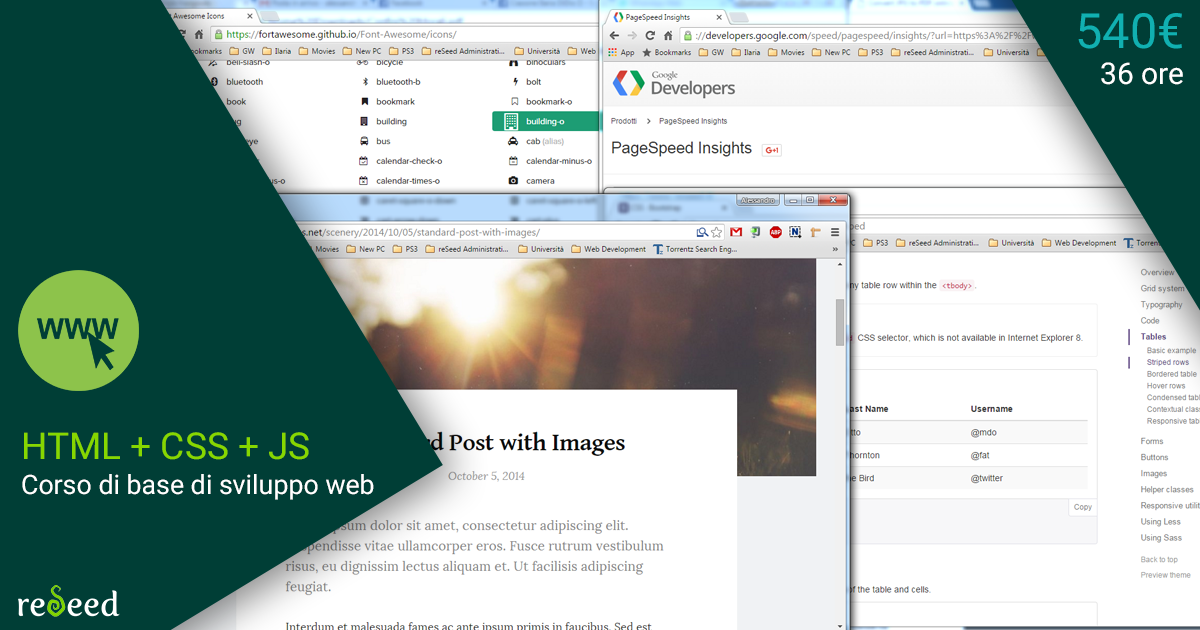 Awesome Icons
https://fortawesome.github.io/Font-Awesome/icons/
GW Ilaria Movies New PC PS3 reSeed Administrati... Università Web
bell-slash-o bicycle binoculars
bluetooth bluetooth-b bolt
book bookmark bookmark-o
building building-o
bus cab (alias)
calendar-check-o calendar-minus-o
calendar-times-o camera
PageSpeed Insights
://developers.google.com/speed/pagespeed/insights/?url=https%3A%2F%2F
App Bookmarks GW Ilaria Movies New PC PS3 reSeed Administrati... Università
Google
Developers
Prodotti > PageSpeed Insights
PageSpeed Insights
G+1
540€
36 ore
Alessandro
s.net/scenery/2014/10/05/standard-post-with-images/
Movies New PC PS3 reSeed Administrati... Università Web Development Torrentz Search Eng... »
ABP
d Post with Images
October 5, 2014
sum dolor sit amet, consectetur adipiscing elit.
pendisse vitae ullamcorper eros. Fusce rutrum vestibulum
risus, eu dignissim lectus aliquam et. Ut facilisis adipiscing
feugiat.
Interdum et malesuada fames ac ante ipsum primis in faucibus. Sed est
PS3 reSeed Administrati... Università Web Development Torren
ny table row within the <tbody>.
CSS selector, which is not available in Internet Explorer 8.
ast Name Username
tto @mdo
hornton @fat
e Bird @twitter
Copy
of the table and cells.
Overview
Grid system
Typography
Code
Tables
Basic example
Striped rows
Bordered table
Hover rows
Condensed tab
Contextual clas
Responsive tab
Forms
Buttons
Images
Helper classes
Responsive utilit
Using Less
Using Sass
Back to top
Preview theme
WWW
HTML + CSS + JS
Corso di base di sviluppo web
reSeed